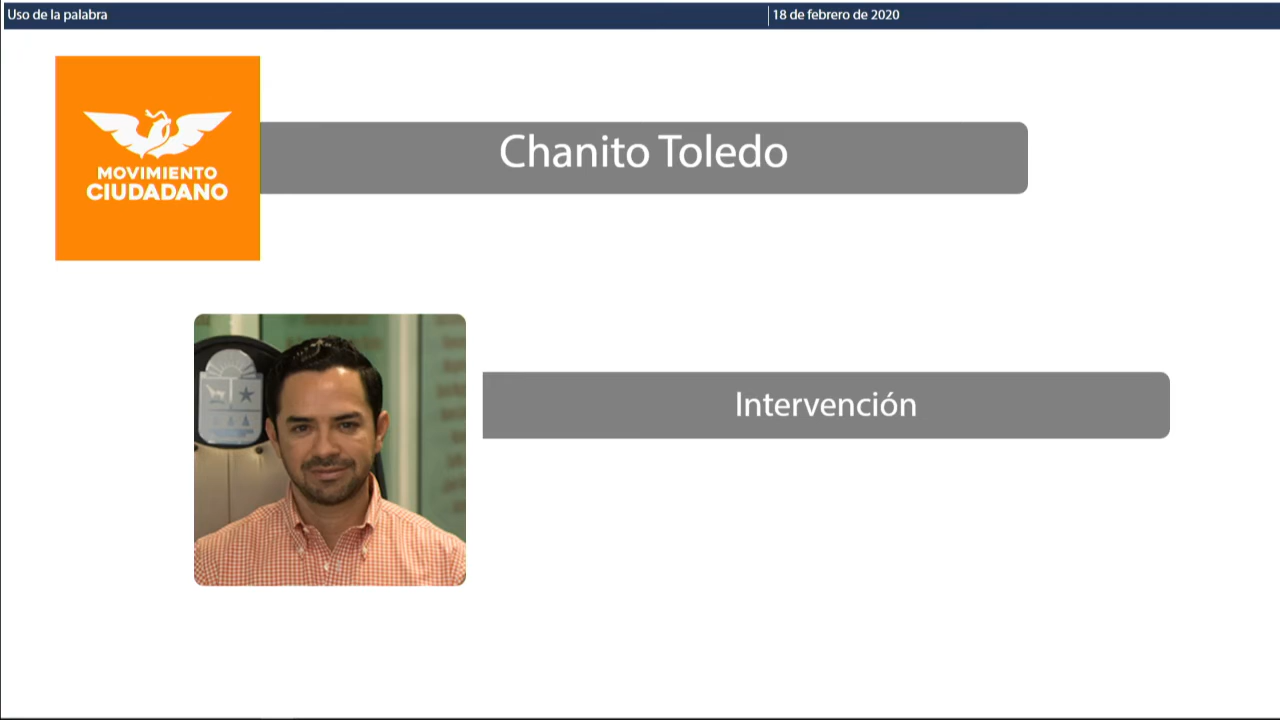 Uso de la palabra
18 de febrero de 2020
MOVIMIENTO
CIUDADANO
Chanito Toledo
Intervención